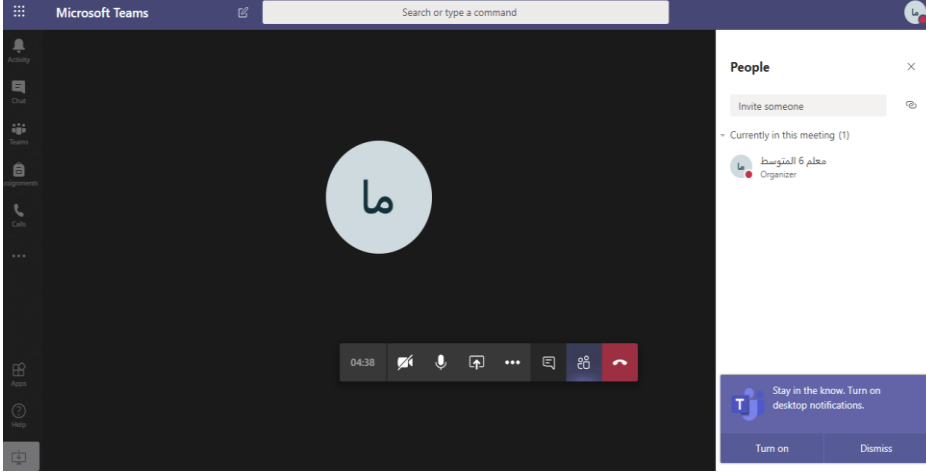 Microsoft Teams
Search or type a command
ما
Activity
Chat
Teams
Assignments
Calls
Apps
Help
ما
04:38
People
Invite someone
Currently in this meeting (1)
ما
معلم 6 المتوسط
Organizer
T
Stay in the know. Turn on
desktop notifications.
Turn on
Dismiss